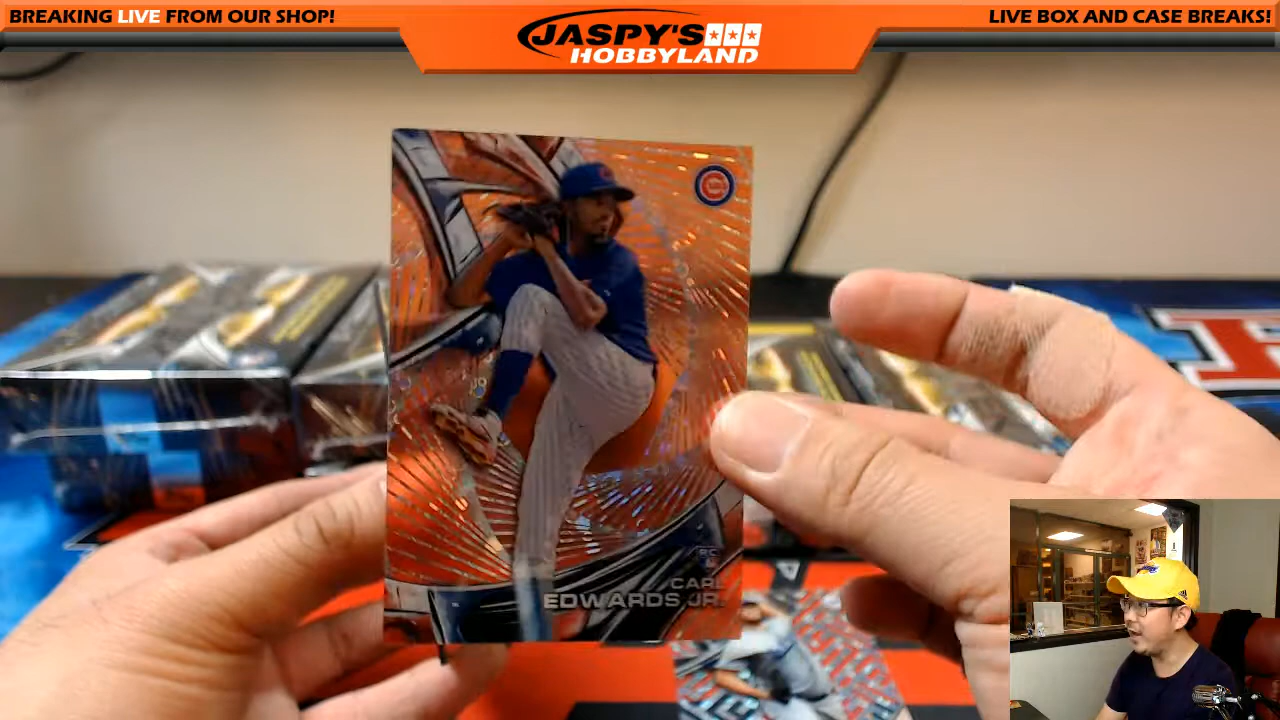 BREAKING LIVE FROM OUR SHOP!
JASPY'S
HOBBYLAND
LIVE BOX AND CASE BREAKS!
RC
CARL
EDWARDS JR.